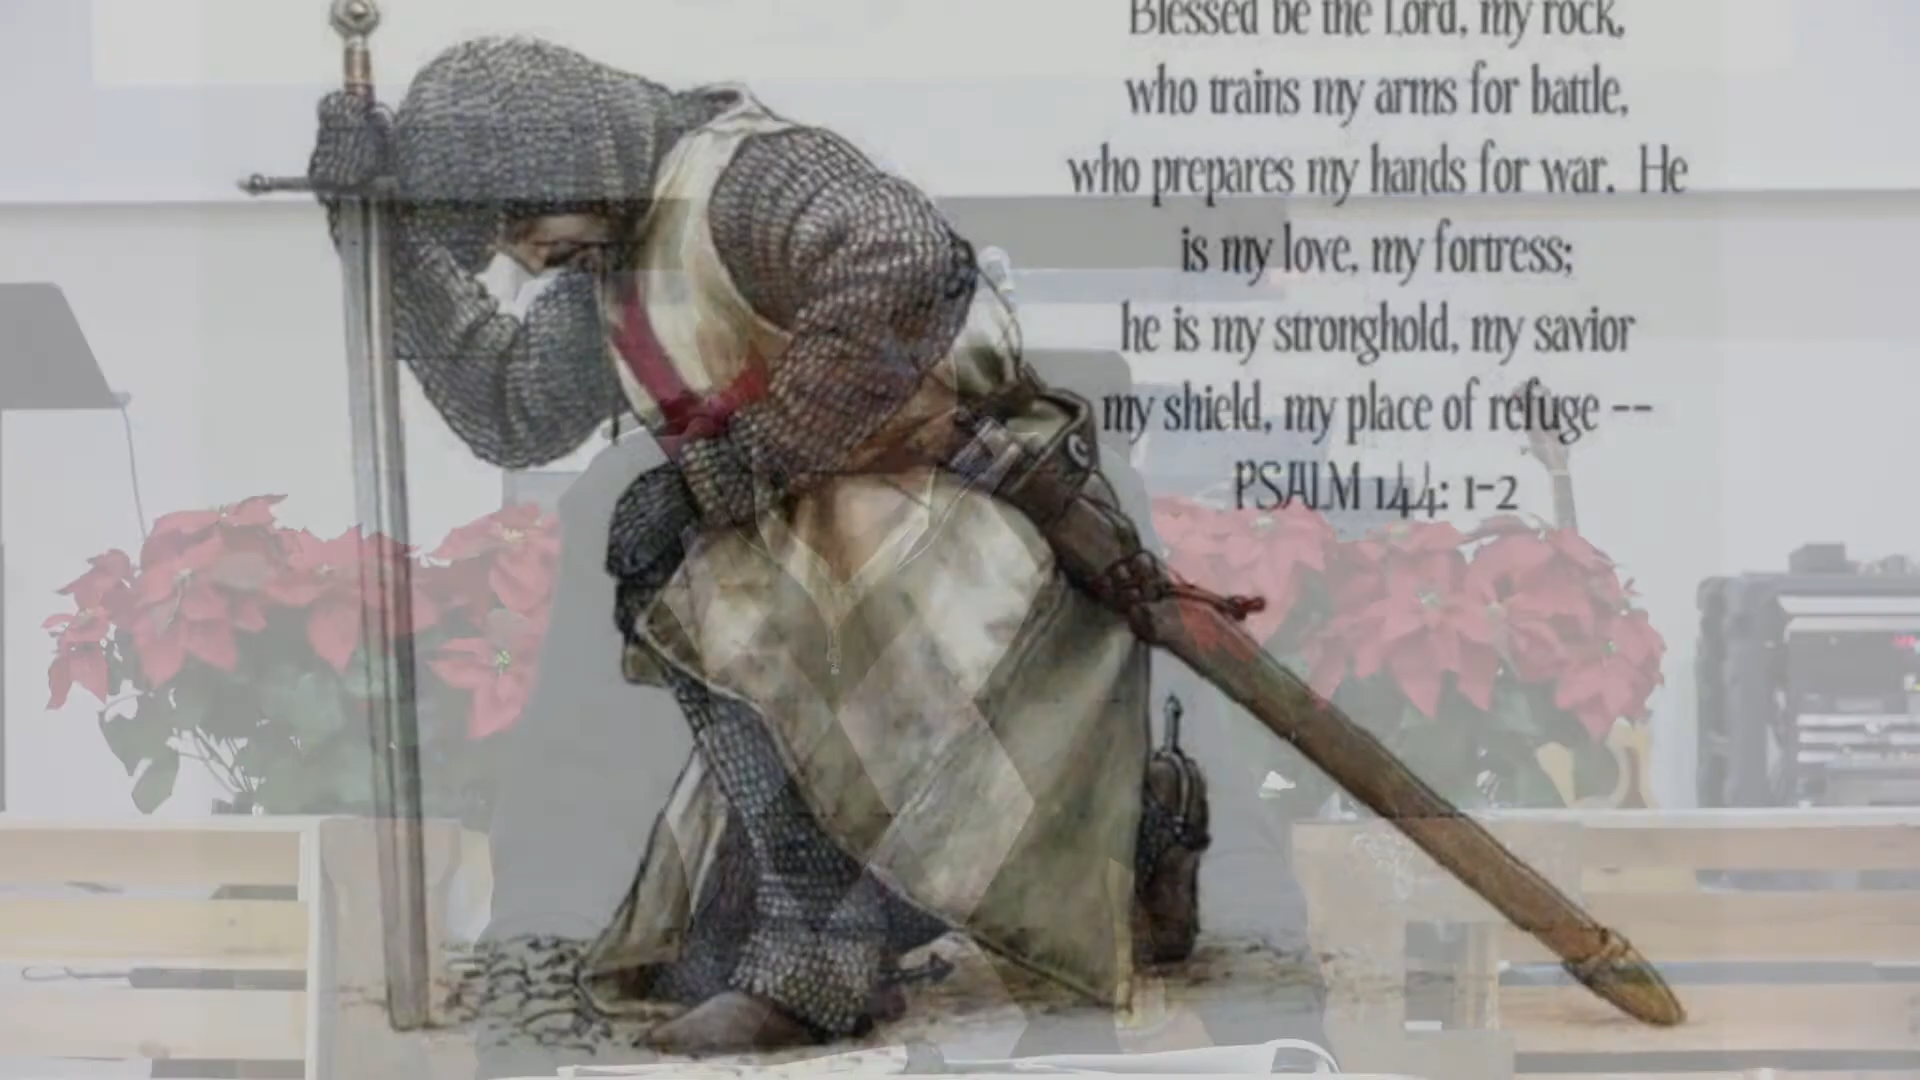 Blessed be the Lord, my rock,
who trains my arms for battle,
who prepares my hands for war. He
is my love, my fortress;
he is my stronghold, my savior
my shield, my place of refuge --
PSALM 144: 1-2